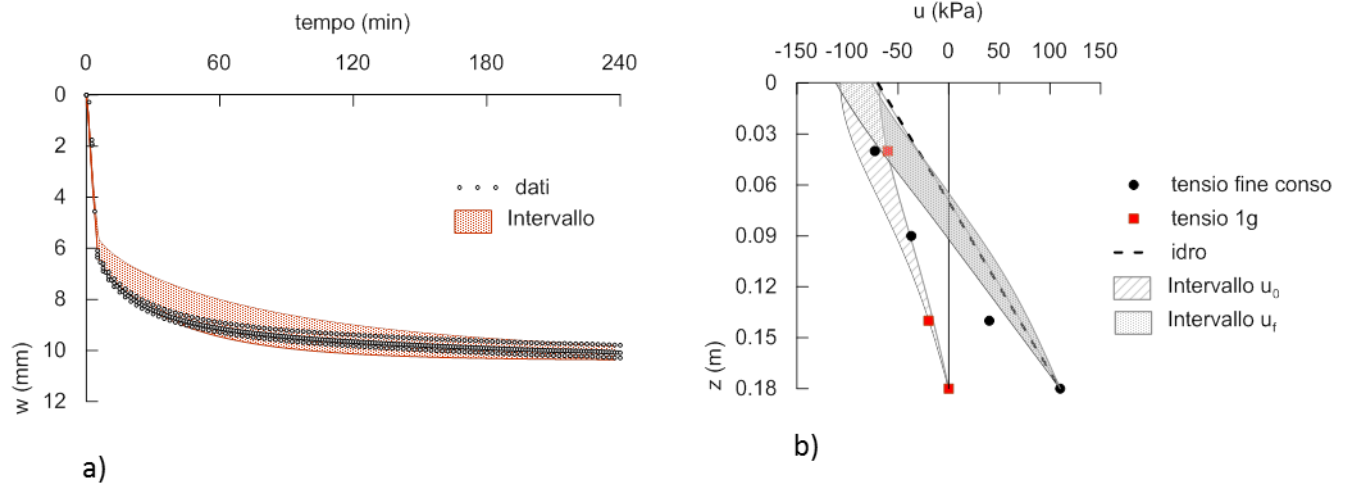 tempo (min)
0 60 120 180 240
0
2
4
6
8
10
12
w (mm)
dati
Intervallo
a)
b)
u (kPa)
-150 -100 -50 0 40 100 150
0
0.03
0.06
0.09
0.12
0.15
0.18
z (m)
tensio fine conso
tensio 1g
idro
Intervallo u₀
Intervallo u_f